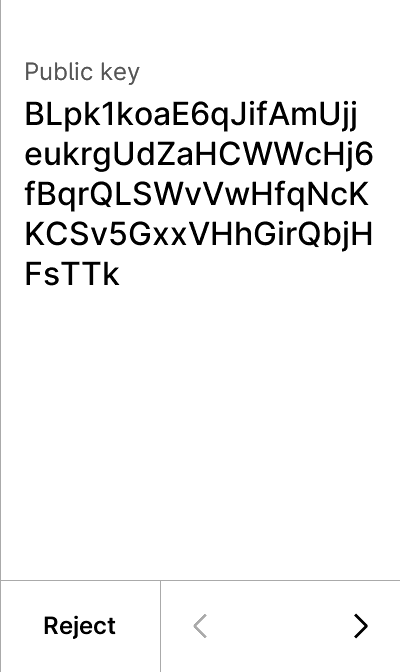 Public key
BLpk1koaE6qJifAmUjj
eukrgUdZaHCWWcHj6
fBqrQLSWvVwHfqNcK
KCSv5GxxVHhGirQbjH
FsTTk
Reject